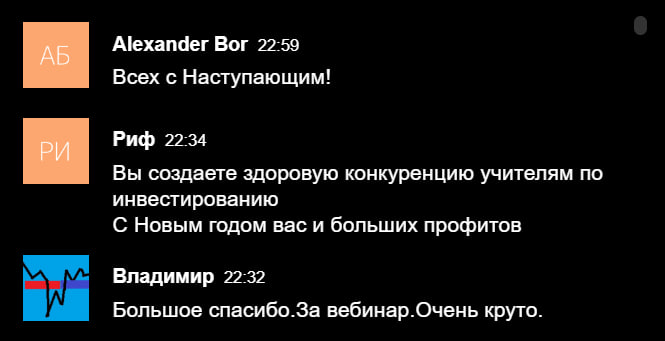 АБ
Alexander Bor 22:59
Всех с Наступающим!
РИ
Риф 22:34
Вы создаете здоровую конкуренцию учителям по
инвестированию
С Новым годом вас и больших профитов
Владимир 22:32
Большое спасибо.За вебинар.Очень круто.